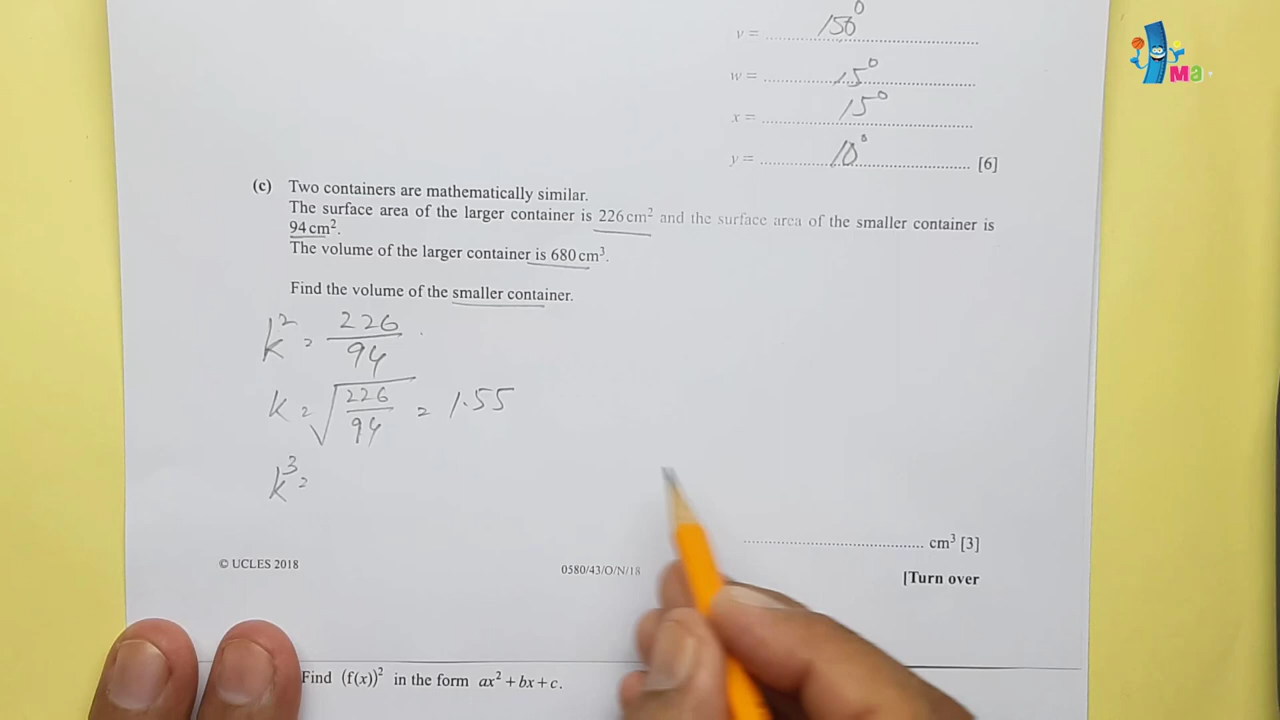 v = 150°
w = 15°
x = 15°
y = 10° [6]
Ma
(c) Two containers are mathematically similar.
The surface area of the larger container is 226 cm² and the surface area of the smaller container is
94 cm².
The volume of the larger container is 680 cm³.
Find the volume of the smaller container.
k² = 226/94
k = √226/94 = 1.55
k³ =
cm³ [3]
© UCLES 2018
0580/43/O/N/18
[Turn over
Find (f(x))² in the form ax² + bx + c.